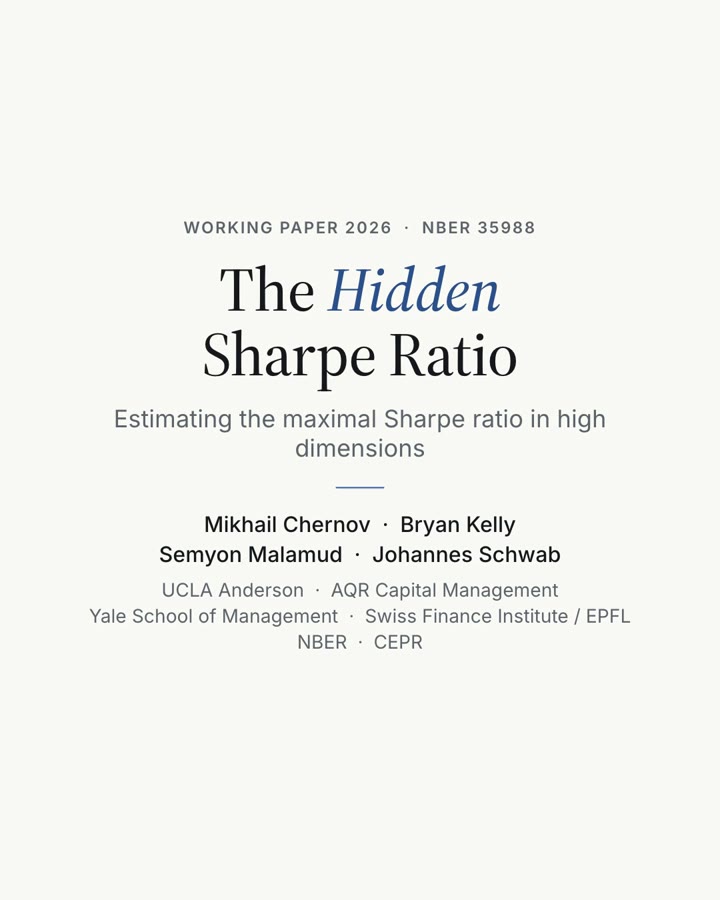 WORKING PAPER 2026 · NBER 35988
The Hidden
Sharpe Ratio
Estimating the maximal Sharpe ratio in high
dimensions
Mikhail Chernov · Bryan Kelly
Semyon Malamud · Johannes Schwab
UCLA Anderson · AQR Capital Management
Yale School of Management · Swiss Finance Institute / EPFL
NBER · CEPR